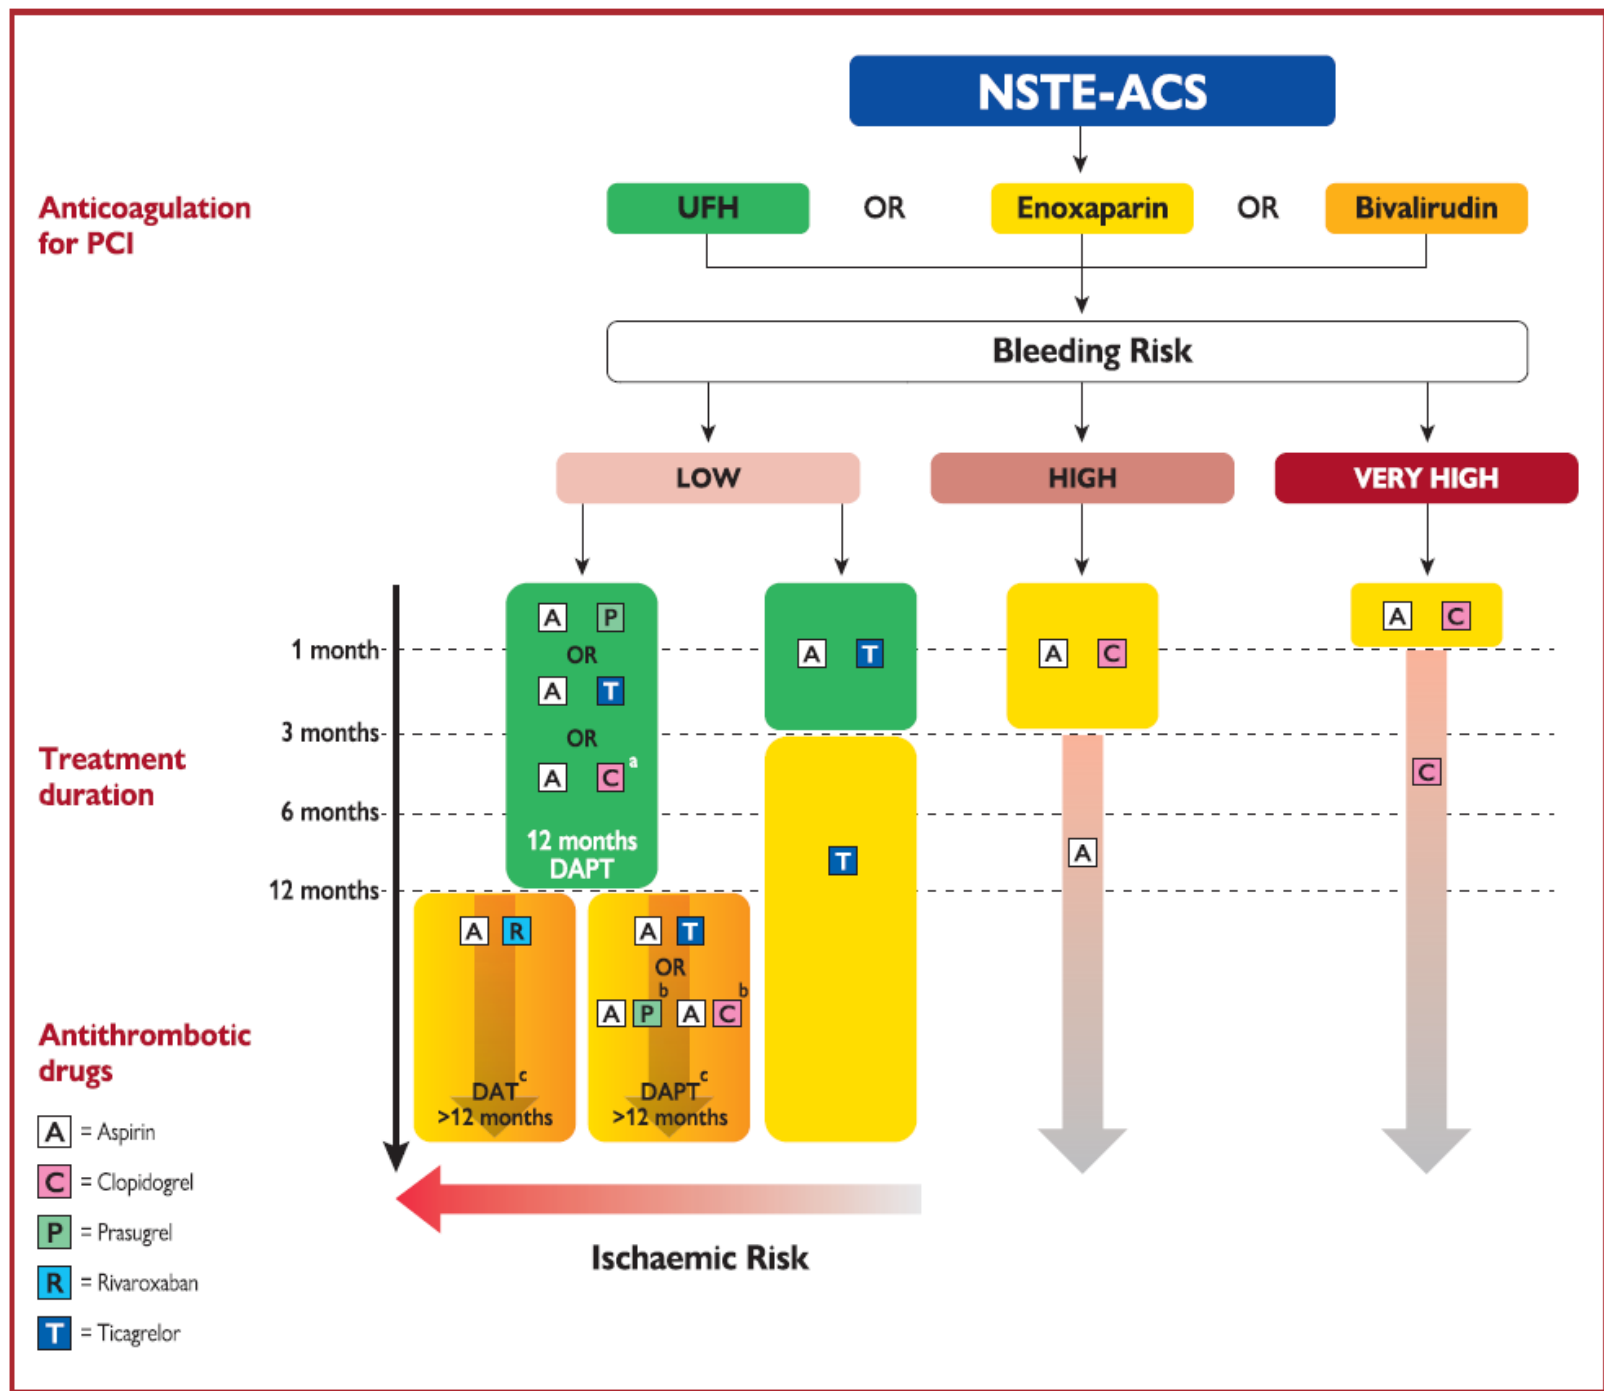 NSTE-ACS
Anticoagulation
for PCI
UFH OR Enoxaparin OR Bivalirudin
Bleeding Risk
LOW HIGH VERY HIGH
A P
OR
A T
OR
A C a
12 months
DAPT
A T
A C
A C
1 month
3 months
6 months
12 months
Treatment
duration
T
A
C
A R
DAT c
>12 months
A T
OR
A P b A C b
DAPT c
>12 months
Ischaemic Risk
Antithrombotic
drugs
A = Aspirin
C = Clopidogrel
P = Prasugrel
R = Rivaroxaban
T = Ticagrelor